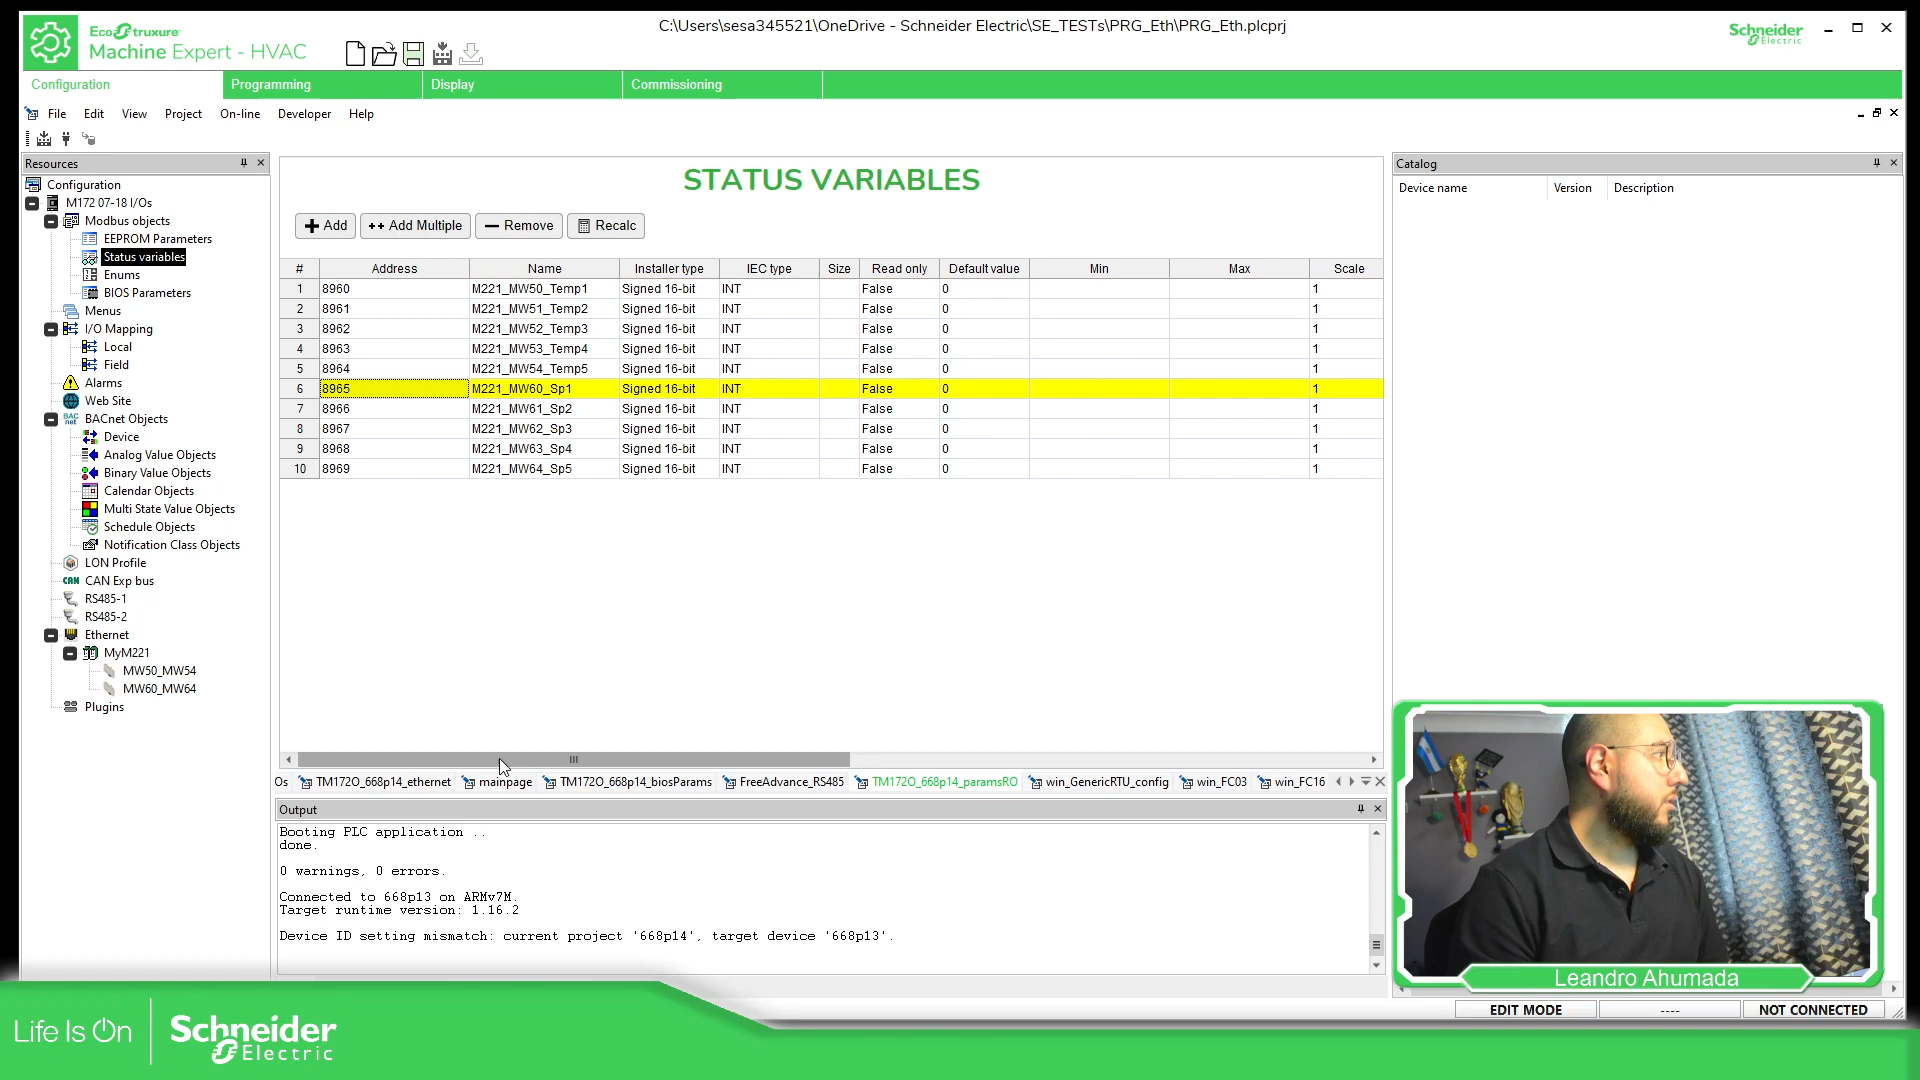 C:\Users\sesa345521\OneDrive - Schneider Electric\SE_TESTs\PRG_Eth\PRG_Eth.plcprj
EcoStruxure
Machine Expert - HVAC
Schneider Electric
Configuration Programming Display Commissioning
File Edit View Project On-line Developer Help
Resources
Configuration
M172 07-18 I/Os
Modbus objects
EEPROM Parameters
Status variables
Enums
BIOS Parameters
Menus
I/O Mapping
Local
Field
Alarms
Web Site
BACnet Objects
Device
Analog Value Objects
Binary Value Objects
Calendar Objects
Multi State Value Objects
Schedule Objects
Notification Class Objects
LON Profile
CAN Exp bus
RS485-1
RS485-2
Ethernet
MyM221
MW50_MW54
MW60_MW64
Plugins
STATUS VARIABLES
Add Add Multiple Remove Recalc
# Address Name Installer type IEC type Size Read only Default value Min Max Scale
1 8960 M221_MW50_Temp1 Signed 16-bit INT False 0 1
2 8961 M221_MW51_Temp2 Signed 16-bit INT False 0 1
3 8962 M221_MW52_Temp3 Signed 16-bit INT False 0 1
4 8963 M221_MW53_Temp4 Signed 16-bit INT False 0 1
5 8964 M221_MW54_Temp5 Signed 16-bit INT False 0 1
6 8965 M221_MW60_Sp1 Signed 16-bit INT False 0 1
7 8966 M221_MW61_Sp2 Signed 16-bit INT False 0 1
8 8967 M221_MW62_Sp3 Signed 16-bit INT False 0 1
9 8968 M221_MW63_Sp4 Signed 16-bit INT False 0 1
10 8969 M221_MW64_Sp5 Signed 16-bit INT False 0 1
Os TM172O_668p14_ethernet mainpage TM172O_668p14_biosParams FreeAdvance_RS485 TM172O_668p14_paramsRO win_GenericRTU_config win_FC03 win_FC16
Output
Booting PLC application ..
done.
0 warnings, 0 errors.
Connected to 668p13 on ARMv7M.
Target runtime version: 1.16.2
Device ID setting mismatch: current project '668p14', target device '668p13'.
Catalog
Device name Version Description
Leandro Ahumada
EDIT MODE ---- NOT CONNECTED
Life Is On
Schneider
Electric